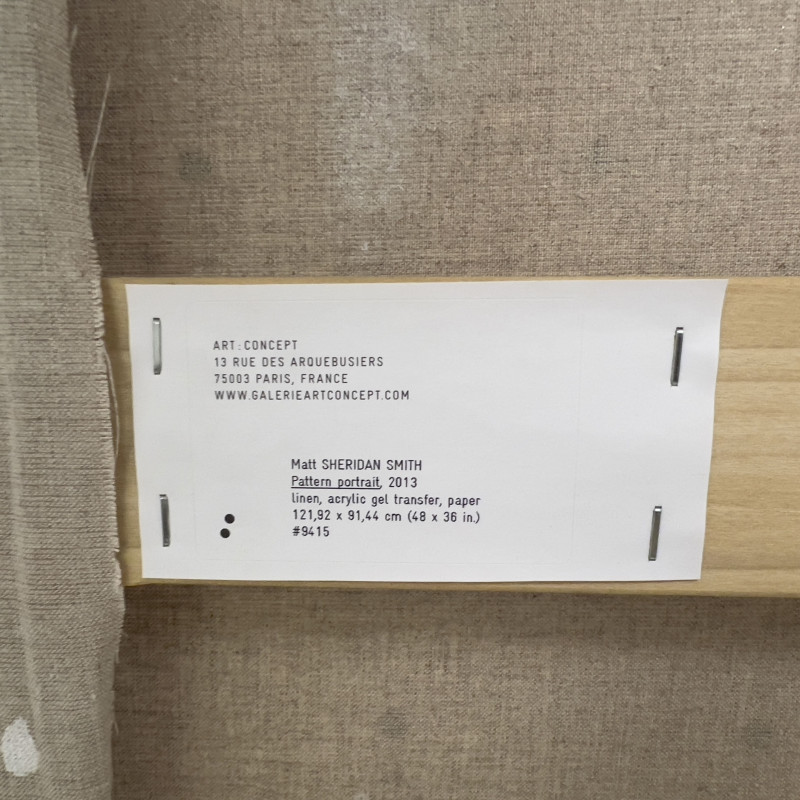 ART:CONCEPT
13 RUE DES ARQUEBUSIERS
75003 PARIS, FRANCE
WWW.GALERIEARTCONCEPT.COM
Matt SHERIDAN SMITH
Pattern portrait, 2013
linen, acrylic gel transfer, paper
121,92 x 91,44 cm (48 x 36 in.)
#9415